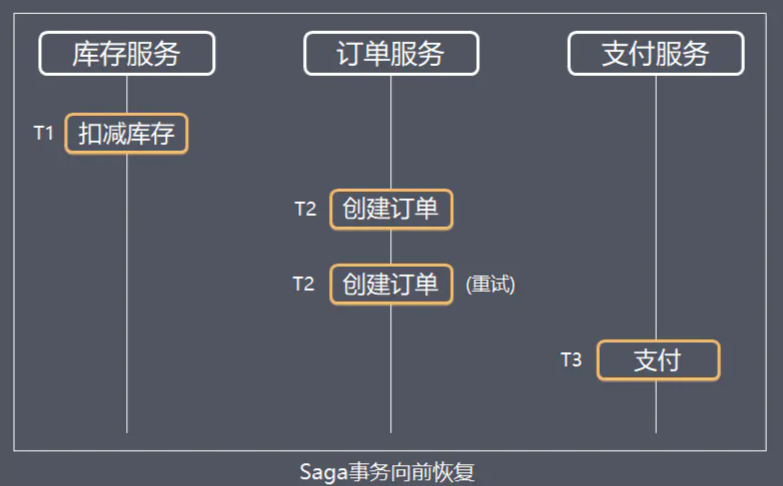 库存服务 订单服务 支付服务
T1 扣减库存
T2 创建订单
T2 创建订单 (重试)
T3 支付
Saga事务向前恢复